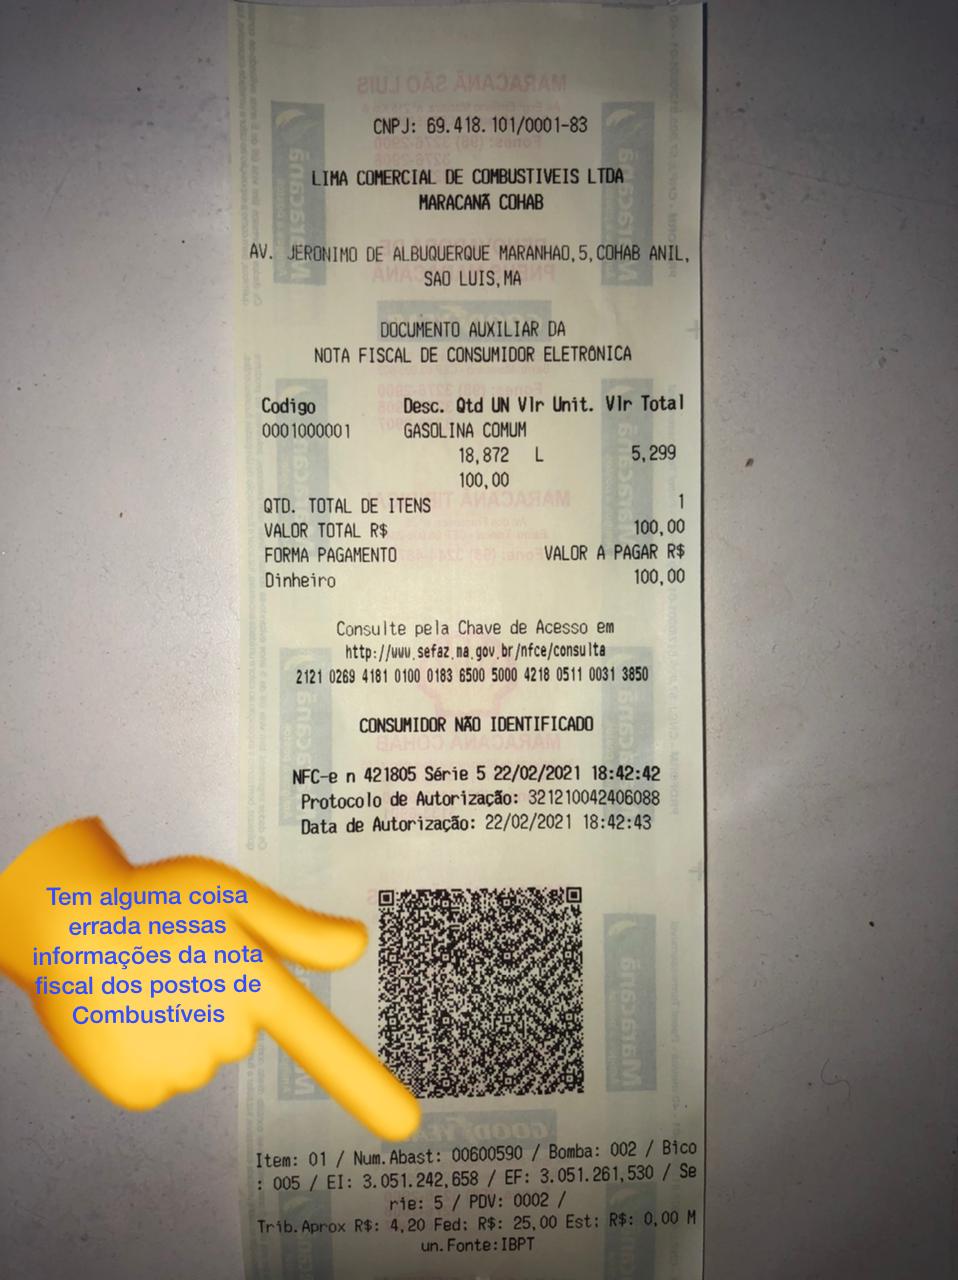 CNPJ: 69.418.101/0001-83
LIMA COMERCIAL DE COMBUSTIVEIS LTDA
MARACANÃ COHAB
AV. JERONIMO DE ALBUQUERQUE MARANHAO,5,COHAB ANIL,
SAO LUIS,MA
DOCUMENTO AUXILIAR DA
NOTA FISCAL DE CONSUMIDOR ELETRÔNICA
Codigo Desc. Qtd UN Vlr Unit. Vlr Total
0001000001 GASOLINA COMUM
18,872 L 5,299
100,00
QTD. TOTAL DE ITENS 1
VALOR TOTAL R$ 100,00
FORMA PAGAMENTO VALOR A PAGAR R$
Dinheiro 100,00
Consulte pela Chave de Acesso em
http://www.sefaz.ma.gov.br/nfce/consulta
2121 0269 4181 0100 0183 6500 5000 4218 0511 0031 3850
CONSUMIDOR NÃO IDENTIFICADO
NFC-e n 421805 Série 5 22/02/2021 18:42:42
Protocolo de Autorização: 321210042406088
Data de Autorização: 22/02/2021 18:42:43
Tem alguma coisa
errada nessas
informações da nota
fiscal dos postos de
Combustíveis
Item: 01 / Num.Abast: 00600590 / Bomba: 002 / Bico
: 005 / EI: 3.051.242,658 / EF: 3.051.261,530 / Se
rie: 5 / PDV: 0002 /
Trib.Aprox R$: 4,20 Fed: R$: 25,00 Est: R$: 0,00 M
un.Fonte:IBPT